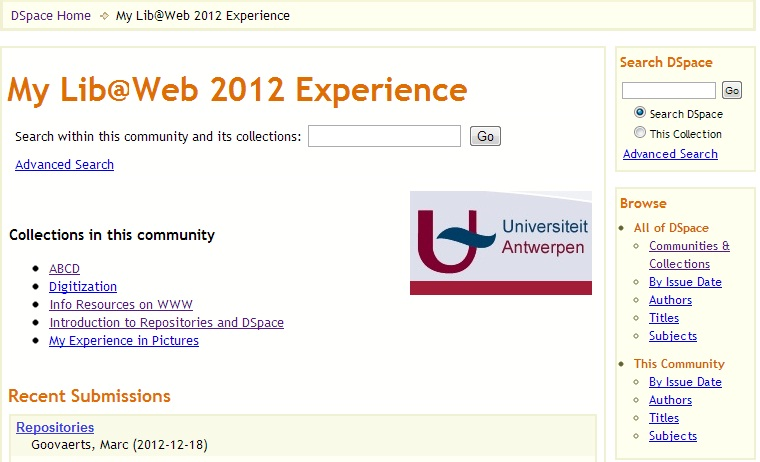 DSpace Home My Lib@Web 2012 Experience
My Lib@Web 2012 Experience
Search within this community and its collections: Go
Advanced Search
Universiteit
Antwerpen
Collections in this community
ABCD
Digitization
Info Resources on WWW
Introduction to Repositories and DSpace
My Experience in Pictures
Recent Submissions
Repositories
Goovaerts, Marc (2012-12-18)
Search DSpace
Go
Search DSpace
This Collection
Advanced Search
Browse
All of DSpace
Communities &
Collections
By Issue Date
Authors
Titles
Subjects
This Community
By Issue Date
Authors
Titles
Subjects